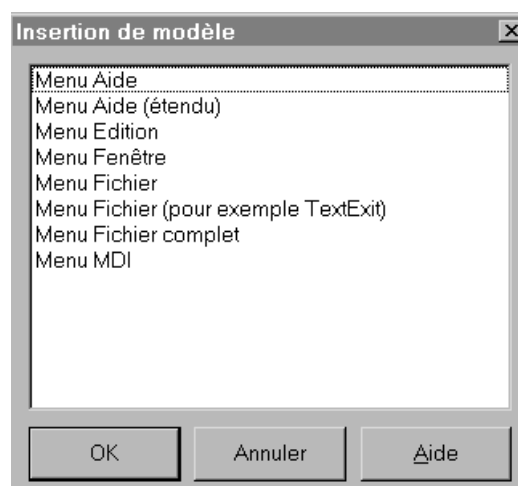 Insertion de modèle
Menu Aide
Menu Aide (étendu)
Menu Edition
Menu Fenêtre
Menu Fichier
Menu Fichier (pour exemple TextExit)
Menu Fichier complet
Menu MDI
OK Annuler Aide